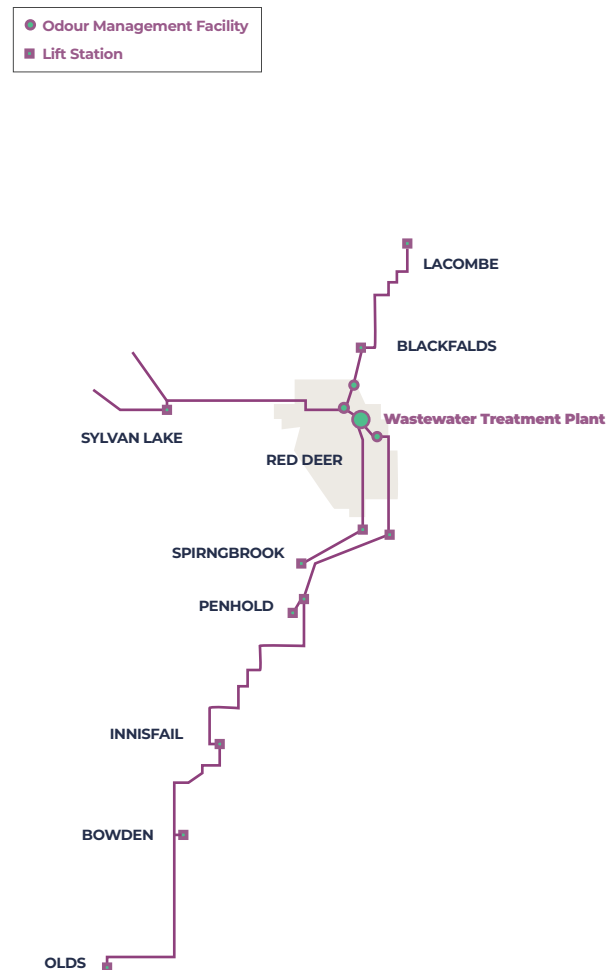 Odour Management Facility
Lift Station
LACOMBE
BLACKFALDS
Wastewater Treatment Plant
SYLVAN LAKE
RED DEER
SPIRNGBROOK
PENHOLD
INNISFAIL
BOWDEN
OLDS